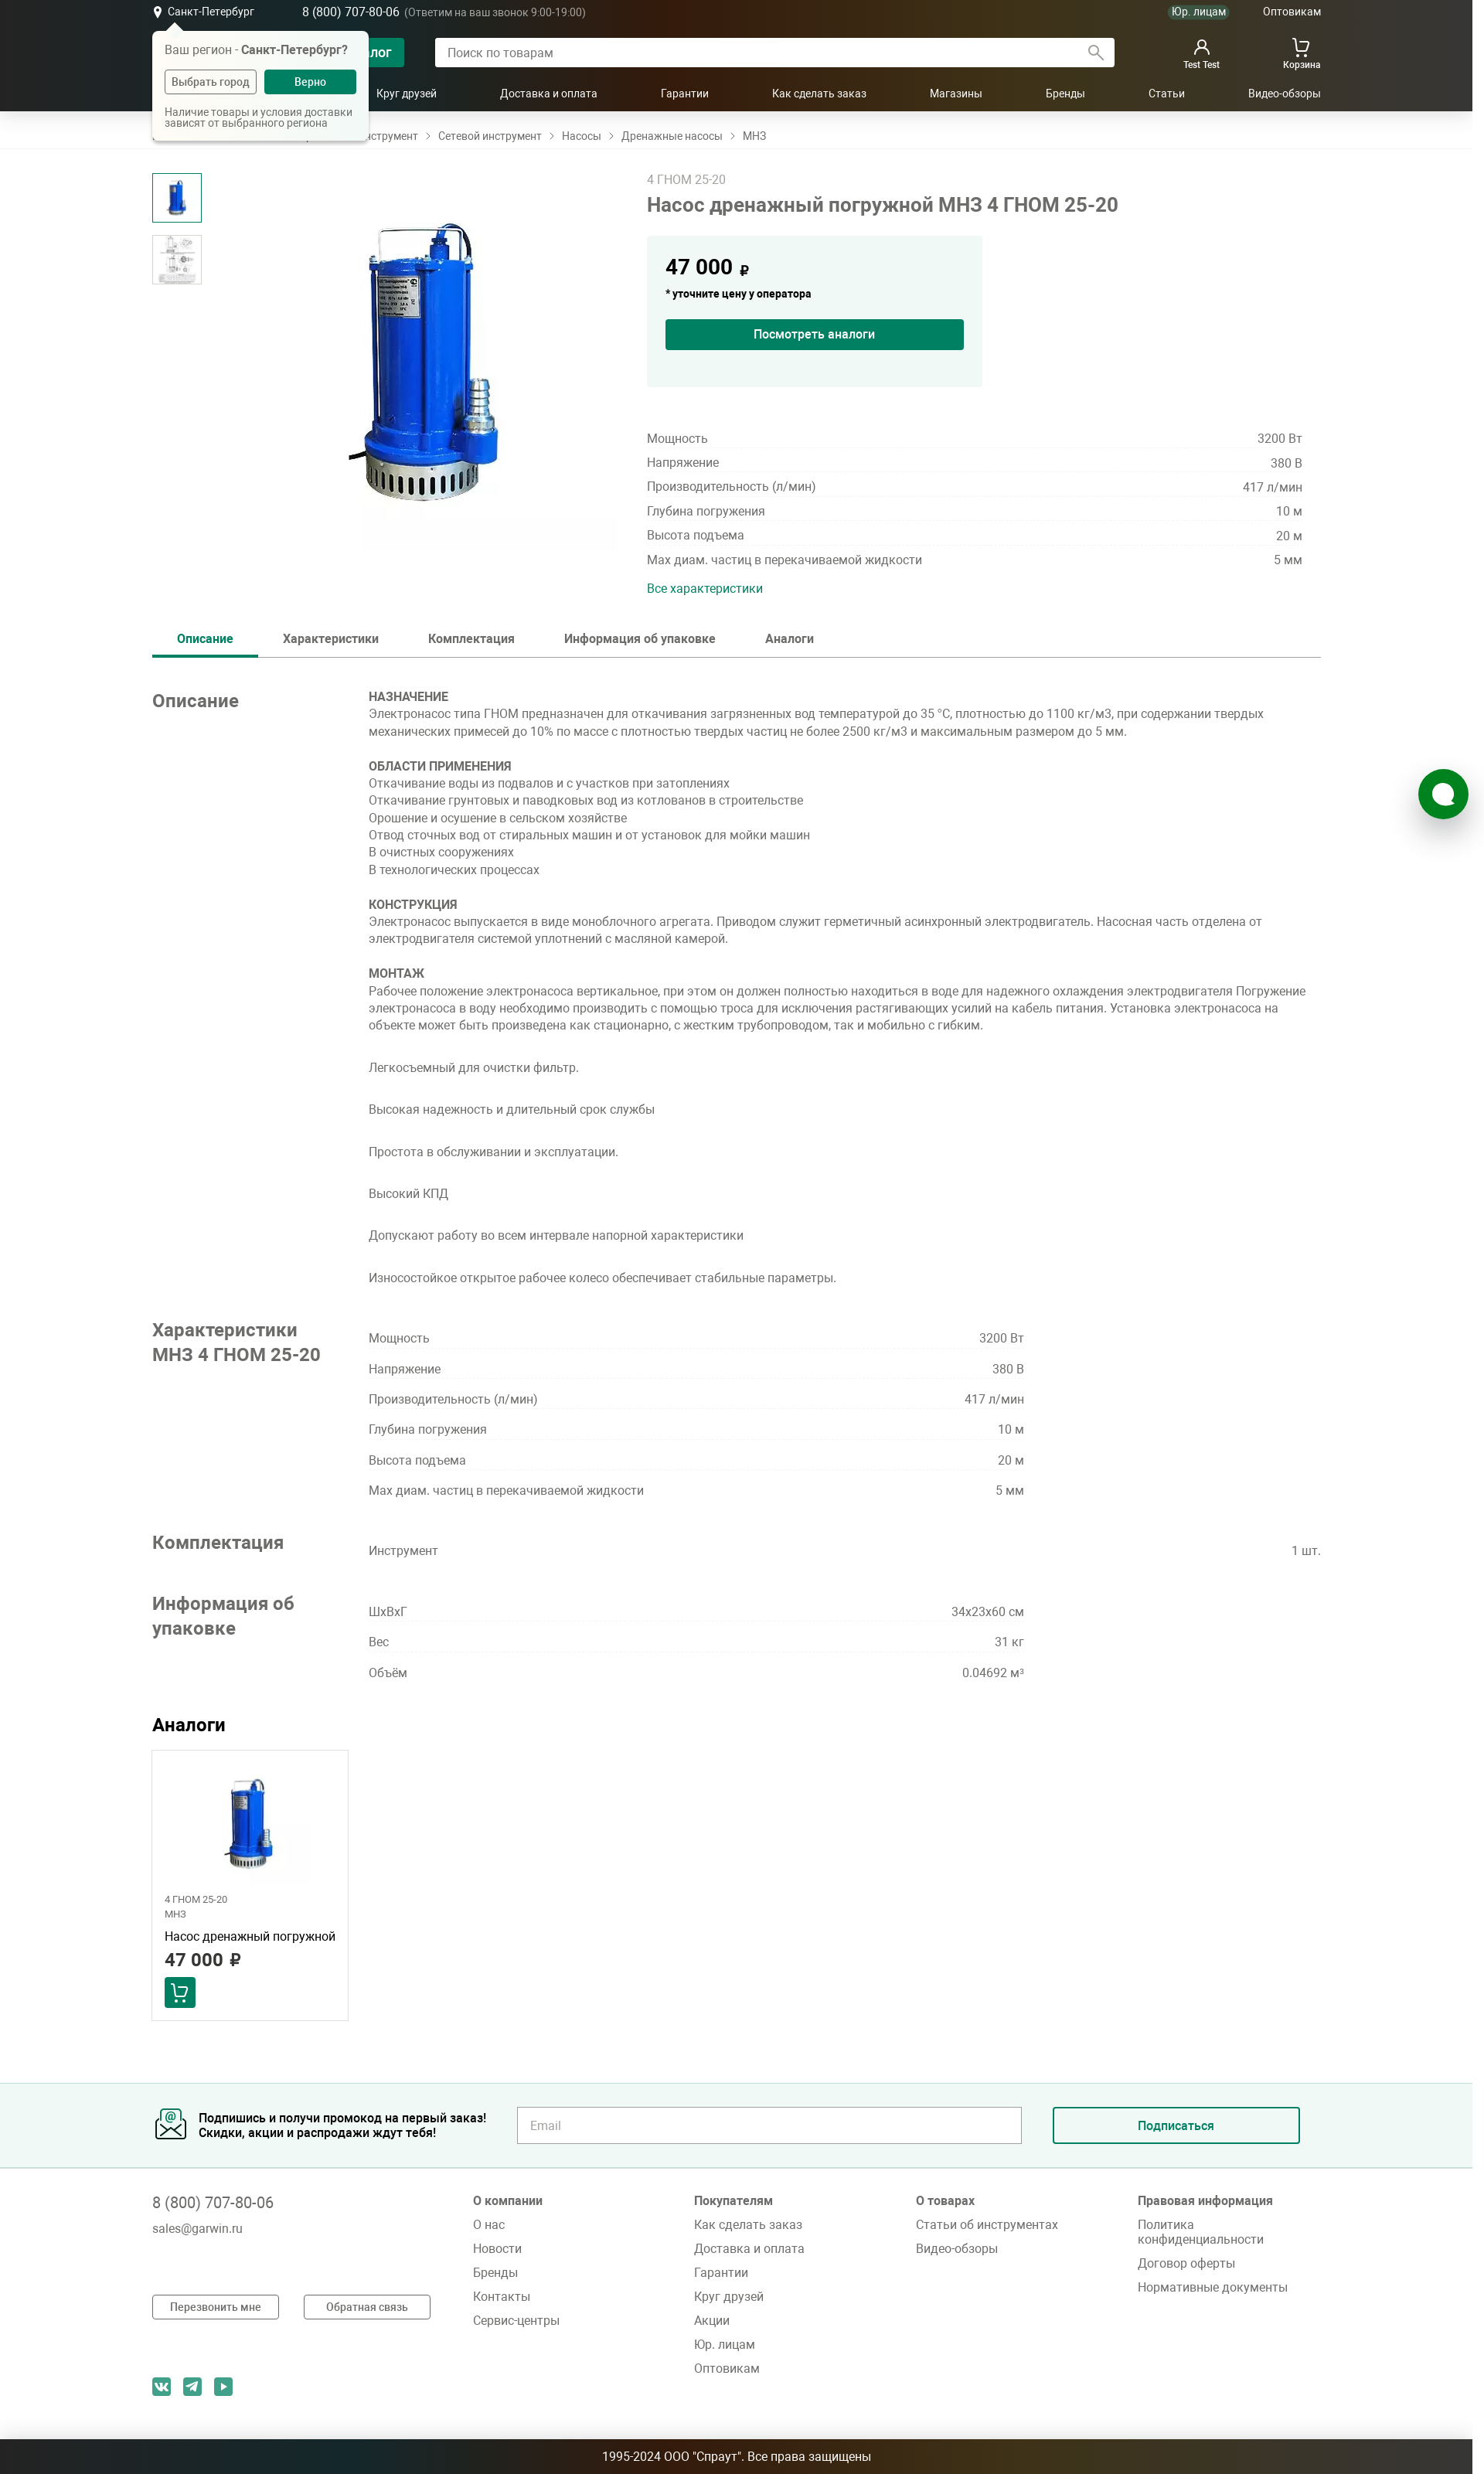 Санкт-Петербург
8 (800) 707-80-06 (Ответим на ваш звонок 9:00-19:00)
Юр. лицам
Оптовикам
Ваш регион - Санкт-Петербург?
Выбрать город
Верно
Наличие товары и условия доставки
зависят от выбранного региона
Поиск по товарам
Test Test
Корзина
Круг друзей
Доставка и оплата
Гарантии
Как сделать заказ
Магазины
Бренды
Статьи
Видео-обзоры
Сетевой инструмент
Насосы
Дренажные насосы
МНЗ
4 ГНОМ 25-20
Насос дренажный погружной МНЗ 4 ГНОМ 25-20
47 000 ₽
* уточните цену у оператора
Посмотреть аналоги
Мощность 3200 Вт
Напряжение 380 В
Производительность (л/мин) 417 л/мин
Глубина погружения 10 м
Высота подъема 20 м
Мах диам. частиц в перекачиваемой жидкости 5 мм
Все характеристики
Описание
Характеристики
Комплектация
Информация об упаковке
Аналоги
Описание
НАЗНАЧЕНИЕ
Электронасос типа ГНОМ предназначен для откачивания загрязненных вод температурой до 35 °С, плотностью до 1100 кг/м3, при содержании твердых
механических примесей до 10% по массе с плотностью твердых частиц не более 2500 кг/м3 и максимальным размером до 5 мм.
ОБЛАСТИ ПРИМЕНЕНИЯ
Откачивание воды из подвалов и с участков при затоплениях
Откачивание грунтовых и паводковых вод из котлованов в строительстве
Орошение и осушение в сельском хозяйстве
Отвод сточных вод от стиральных машин и от установок для мойки машин
В очистных сооружениях
В технологических процессах
КОНСТРУКЦИЯ
Электронасос выпускается в виде моноблочного агрегата. Приводом служит герметичный асинхронный электродвигатель. Насосная часть отделена от
электродвигателя системой уплотнений с масляной камерой.
МОНТАЖ
Рабочее положение электронасоса вертикальное, при этом он должен полностью находиться в воде для надежного охлаждения электродвигателя Погружение
электронасоса в воду необходимо производить с помощью троса для исключения растягивающих усилий на кабель питания. Установка электронасоса на
объекте может быть произведена как стационарно, с жестким трубопроводом, так и мобильно с гибким.
Легкосъемный для очистки фильтр.
Высокая надежность и длительный срок службы
Простота в обслуживании и эксплуатации.
Высокий КПД
Допускают работу во всем интервале напорной характеристики
Износостойкое открытое рабочее колесо обеспечивает стабильные параметры.
Характеристики
МНЗ 4 ГНОМ 25-20
Мощность 3200 Вт
Напряжение 380 В
Производительность (л/мин) 417 л/мин
Глубина погружения 10 м
Высота подъема 20 м
Мах диам. частиц в перекачиваемой жидкости 5 мм
Комплектация
Инструмент 1 шт.
Информация об
упаковке
ШхВхГ 34x23x60 см
Вес 31 кг
Объём 0.04692 м³
Аналоги
4 ГНОМ 25-20
МНЗ
Насос дренажный погружной
47 000 ₽
Подпишись и получи промокод на первый заказ!
Скидки, акции и распродажи ждут тебя!
Email
Подписаться
8 (800) 707-80-06
sales@garwin.ru
Перезвонить мне
Обратная связь
О компании
О нас
Новости
Бренды
Контакты
Сервис-центры
Покупателям
Как сделать заказ
Доставка и оплата
Гарантии
Круг друзей
Акции
Юр. лицам
Оптовикам
О товарах
Статьи об инструментах
Видео-обзоры
Правовая информация
Политика
конфиденциальности
Договор оферты
Нормативные документы
1995-2024 ООО "Спраут". Все права защищены